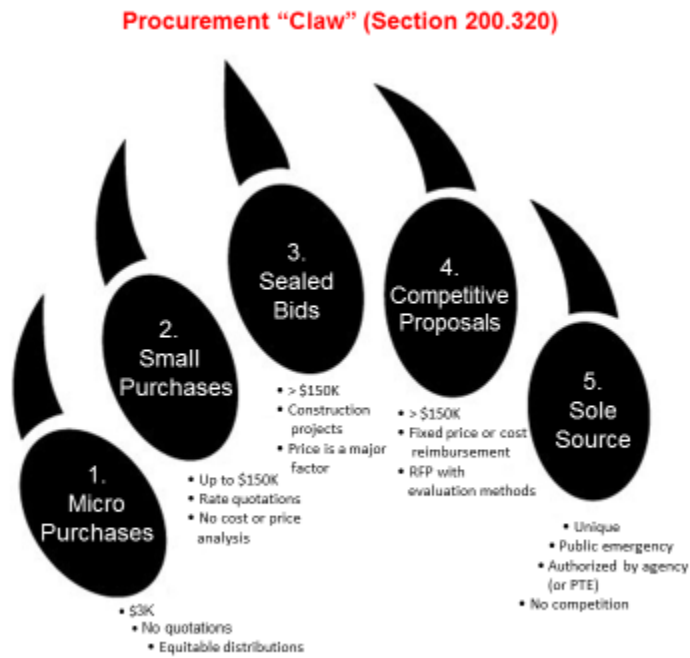 Procurement “Claw” (Section 200.320)
1.
Micro
Purchases
• $3K
• No quotations
• Equitable distributions
2.
Small
Purchases
• Up to $150K
• Rate quotations
• No cost or price
analysis
3.
Sealed
Bids
• > $150K
• Construction
projects
• Price is a major
factor
4.
Competitive
Proposals
• > $150K
• Fixed price or cost
reimbursement
• RFP with
evaluation methods
5.
Sole
Source
• Unique
• Public emergency
• Authorized by agency
(or PTE)
• No competition